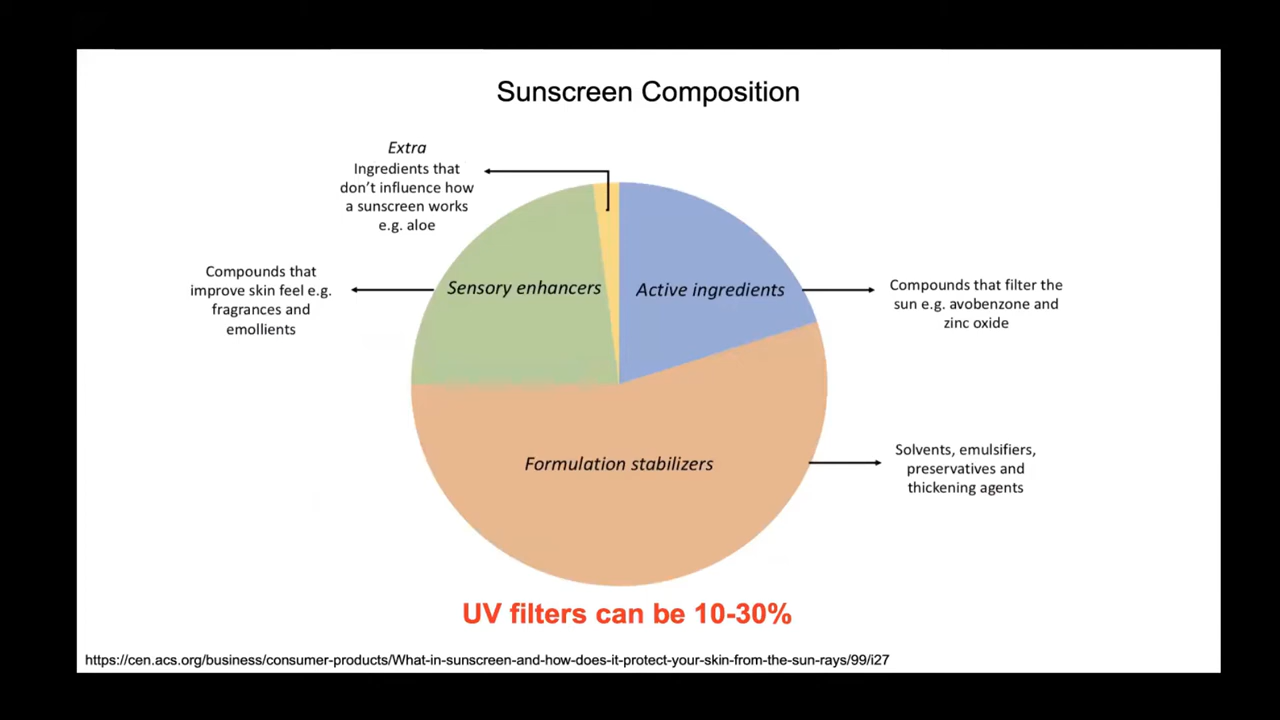 Sunscreen Composition
Extra
Ingredients that
don’t influence how
a sunscreen works
e.g. aloe
Compounds that
improve skin feel e.g.
fragrances and
emollients
Sensory enhancers
Active ingredients
Compounds that filter the
sun e.g. avobenzone and
zinc oxide
Formulation stabilizers
Solvents, emulsifiers,
preservatives and
thickening agents
UV filters can be 10-30%
https://cen.acs.org/business/consumer-products/What-in-sunscreen-and-how-does-it-protect-your-skin-from-the-sun-rays/99/i27